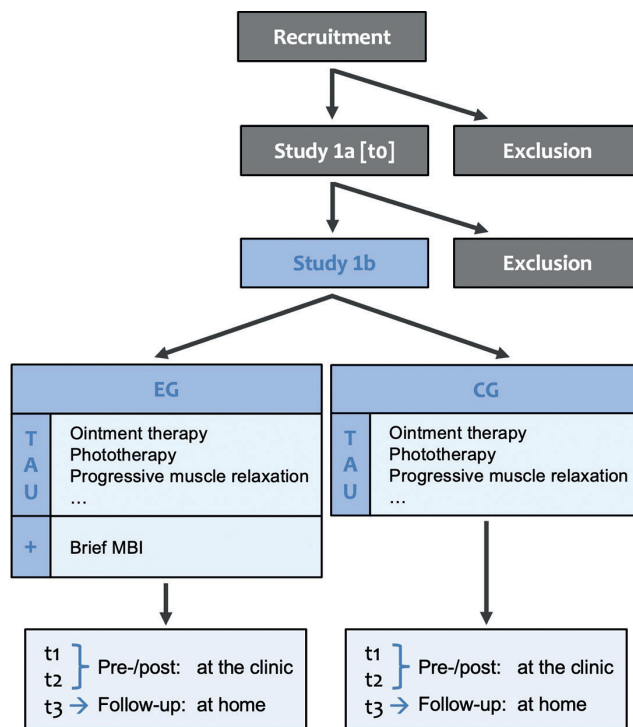 Recruitment
Study 1a [t0]
Exclusion
Study 1b
Exclusion
EG
TAU
Ointment therapy
Phototherapy
Progressive muscle relaxation
...
+
Brief MBI
CG
TAU
Ointment therapy
Phototherapy
Progressive muscle relaxation
...
t1
t2
Pre-/post: at the clinic
t3 → Follow-up: at home
t1
t2
Pre-/post: at the clinic
t3 → Follow-up: at home